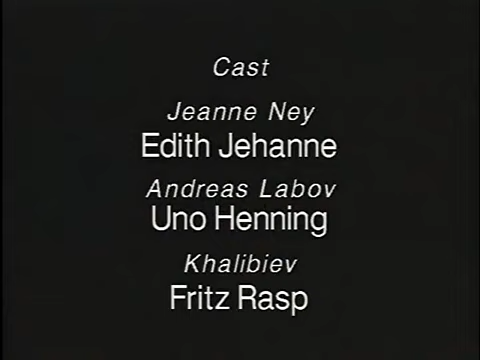 Cast
Jeanne Ney
Edith Jehanne
Andreas Labov
Uno Henning
Khalibiev
Fritz Rasp